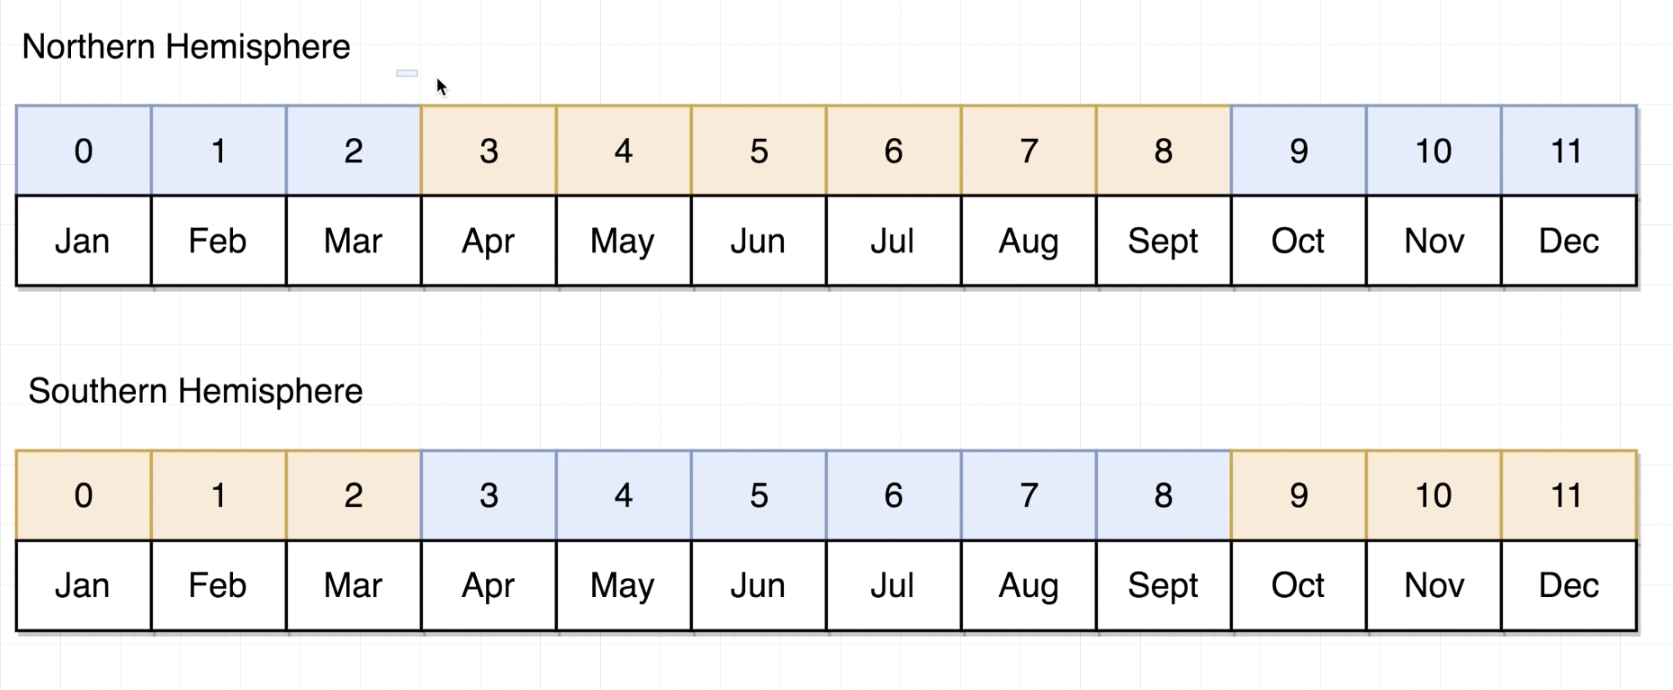 Northern Hemisphere
0 1 2 3 4 5 6 7 8 9 10 11
Jan Feb Mar Apr May Jun Jul Aug Sept Oct Nov Dec
Southern Hemisphere
0 1 2 3 4 5 6 7 8 9 10 11
Jan Feb Mar Apr May Jun Jul Aug Sept Oct Nov Dec